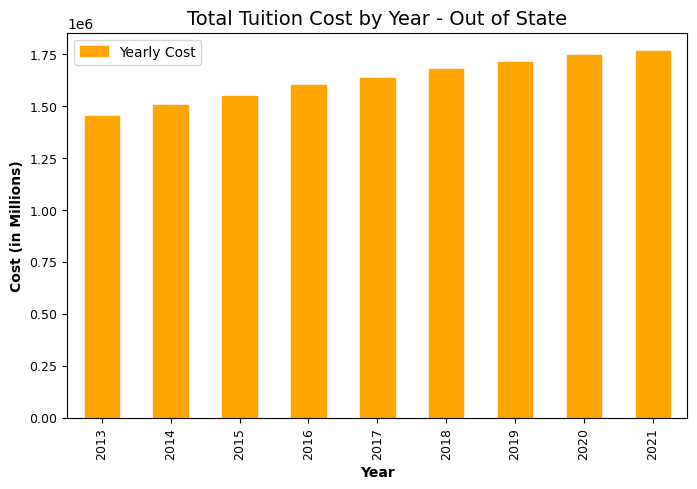 Total Tuition Cost by Year - Out of State
1e6
Yearly Cost
1.75
1.50
1.25
1.00
0.75
0.50
0.25
0.00
Cost (in Millions)
2013 2014 2015 2016 2017 2018 2019 2020 2021
Year